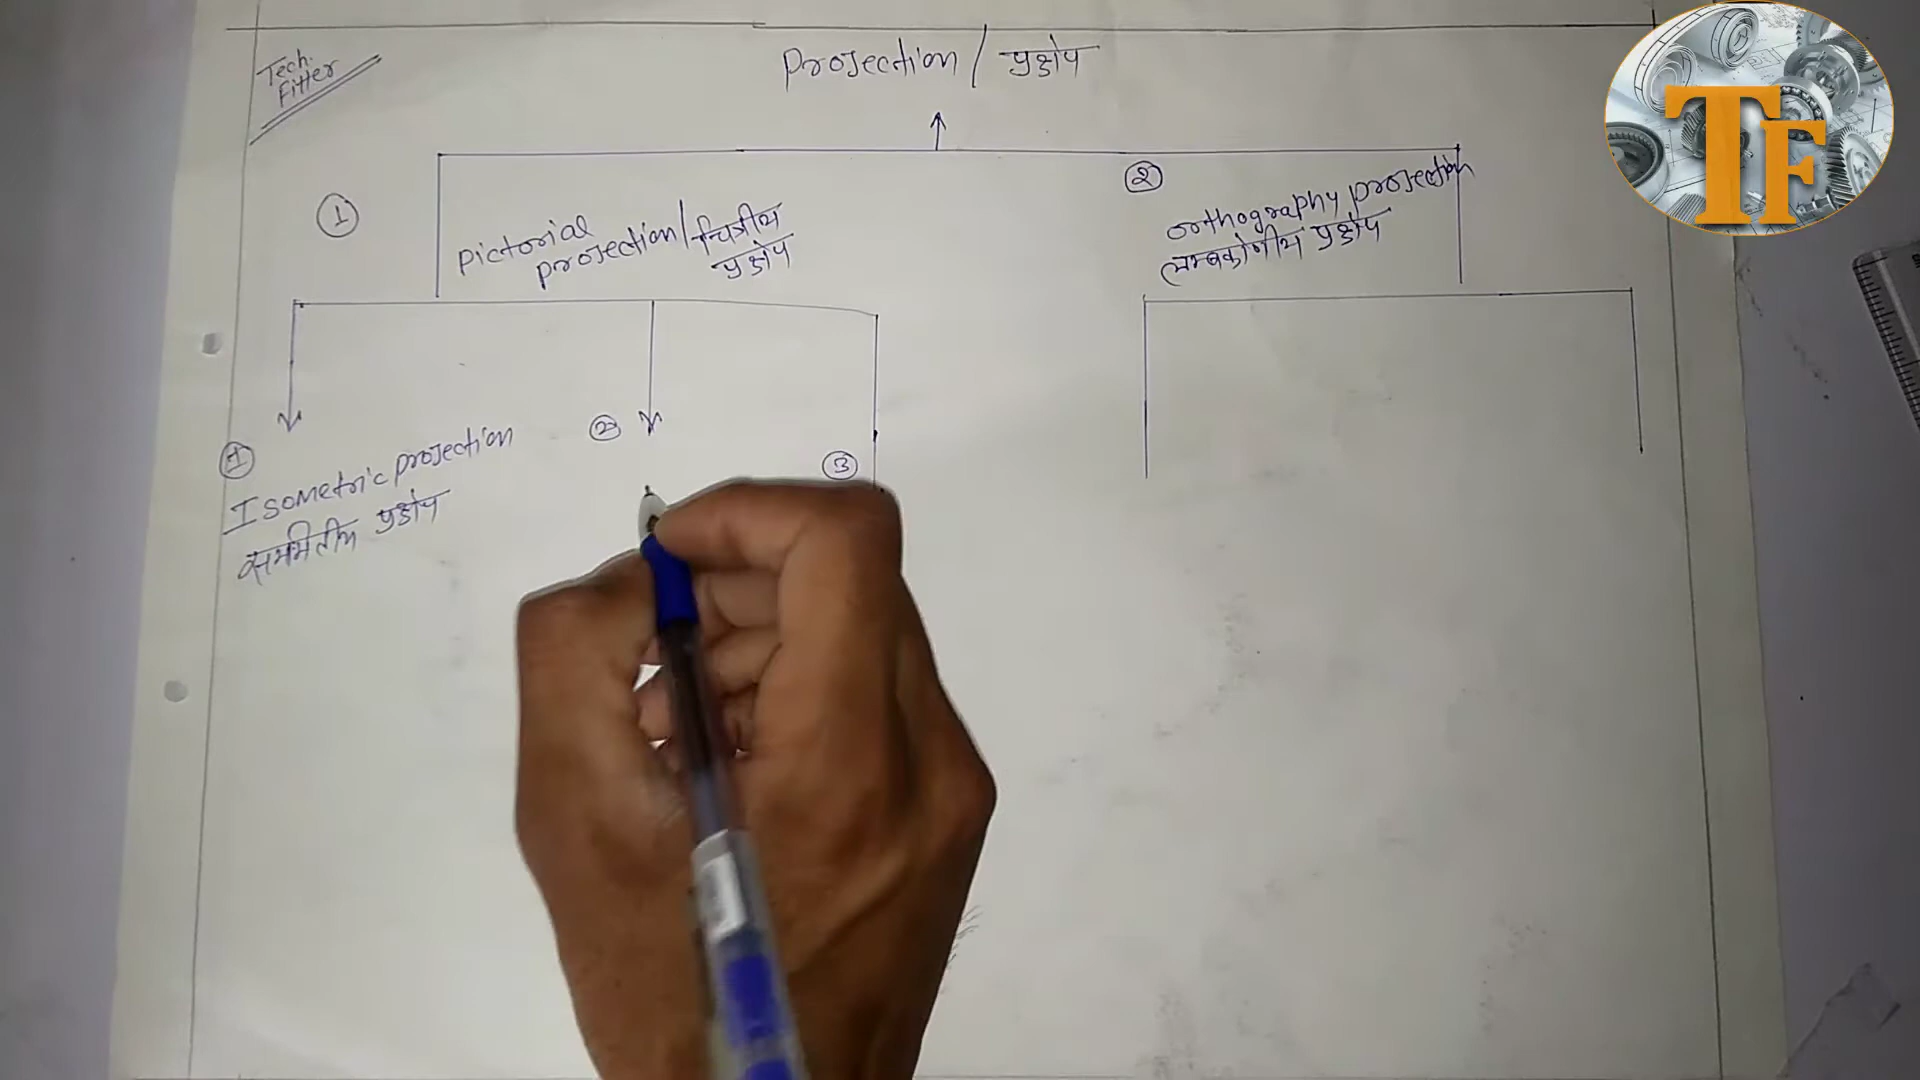 Tech.
Fitter
Projection / प्रक्षेप
①
Pictorial
projection / चित्रीय
प्रक्षेप
②
orthography projection
लम्बकोणीय प्रक्षेप
①
Isometric projection
सममितीय प्रक्षेप
②
③
TF